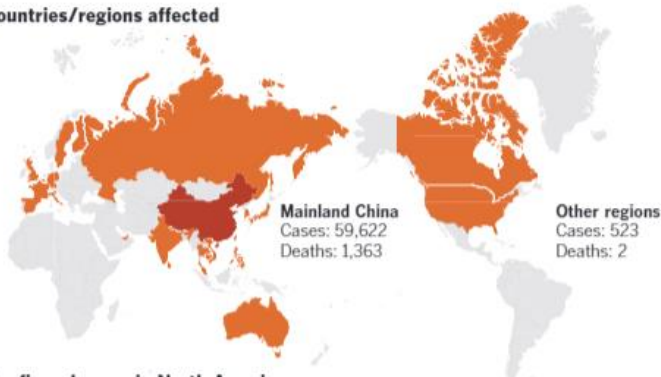 ountries/regions affected
Mainland China
Cases: 59,622
Deaths: 1,363
Other regions
Cases: 523
Deaths: 2